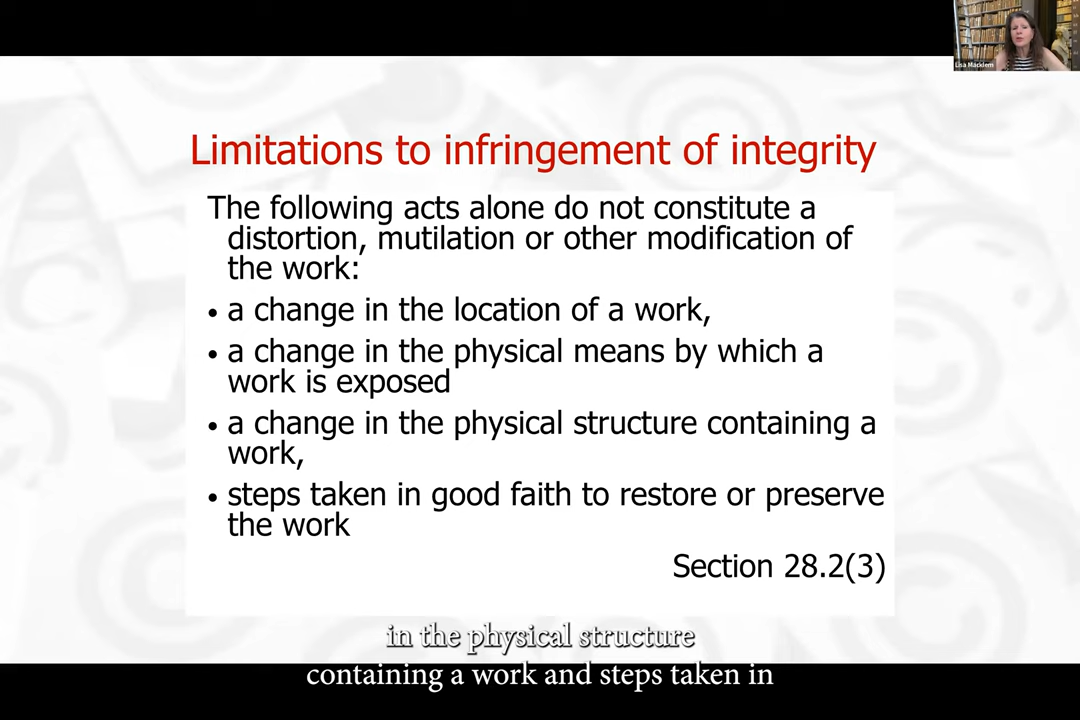 Lisa Macklem
Limitations to infringement of integrity
The following acts alone do not constitute a
distortion, mutilation or other modification of
the work:
• a change in the location of a work,
• a change in the physical means by which a
work is exposed
• a change in the physical structure containing a
work,
• steps taken in good faith to restore or preserve
the work
Section 28.2(3)
in the physical structure
containing a work and steps taken in